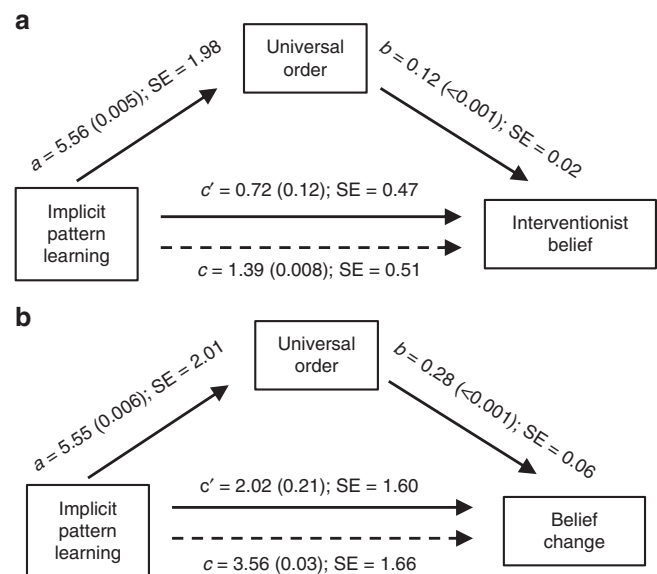 a
Universal
order
a = 5.56 (0.005); SE = 1.98
b = 0.12 (<0.001); SE = 0.02
Implicit
pattern
learning
c′ = 0.72 (0.12); SE = 0.47
c = 1.39 (0.008); SE = 0.51
Interventionist
belief
b
Universal
order
a = 5.55 (0.006); SE = 2.01
b = 0.28 (<0.001); SE = 0.06
Implicit
pattern
learning
c′ = 2.02 (0.21); SE = 1.60
c = 3.56 (0.03); SE = 1.66
Belief
change